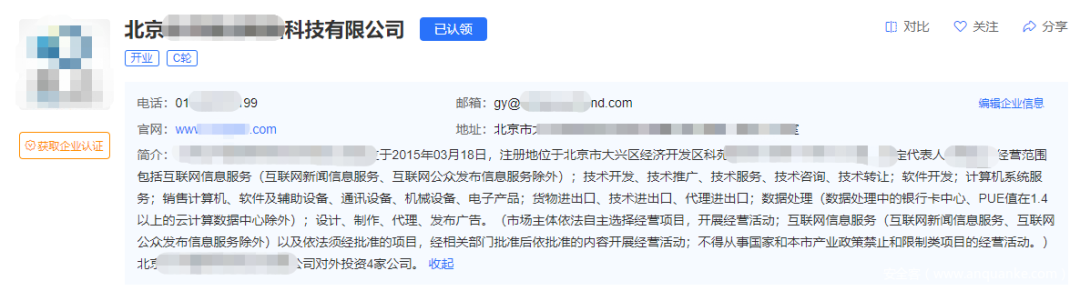 北京 科技有限公司 已认领 对比 关注 分享
开业 C轮
电话：01 199 邮箱：gy@ nd.com 编辑企业信息
官网：www .com 地址：北京市大 室
获取企业认证
简介： 于2015年03月18日，注册地位于北京市大兴区经济开发区科苑 定代表人 经营范围
包括互联网信息服务（互联网新闻信息服务、互联网公众发布信息服务除外）；技术开发、技术推广、技术服务、技术咨询、技术转让；软件开发；计算机系统服
务；销售计算机、软件及辅助设备、通讯设备、机械设备、电子产品；货物进出口、技术进出口、代理进出口；数据处理（数据处理中的银行卡中心、PUE值在1.4
以上的云计算数据中心除外）；设计、制作、代理、发布广告。（市场主体依法自主选择经营项目，开展经营活动；互联网信息服务（互联网新闻信息服务、互联网
公众发布信息服务除外）以及依法须经批准的项目，经相关部门批准后依批准的内容开展经营活动；不得从事国家和本市产业政策禁止和限制类项目的经营活动。）
北京 公司对外投资4家公司。 收起